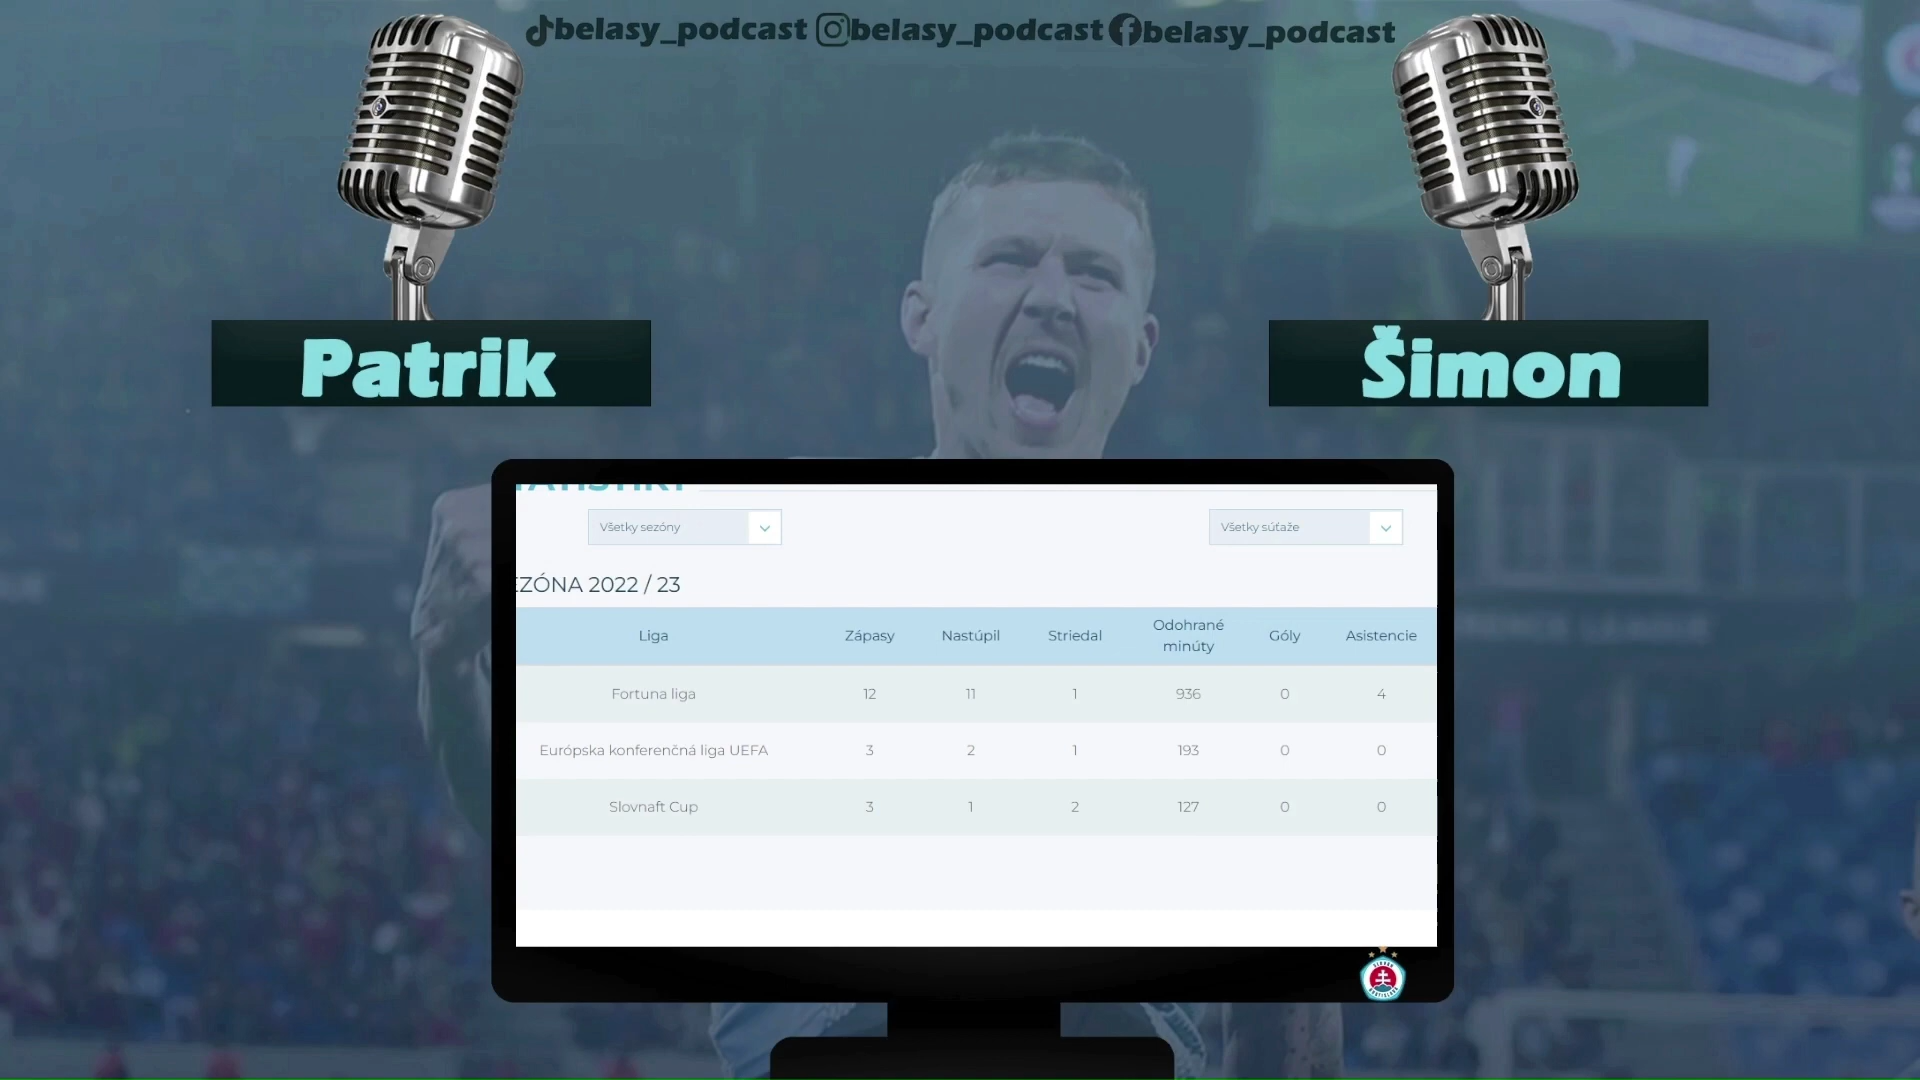 belasy_podcast belasy_podcast belasy_podcast
Patrik
Šimon
Všetky sezóny
Všetky súťaže
EZÓNA 2022 / 23
Liga Zápasy Nastúpil Striedal Odohrané minúty Góly Asistencie
Fortuna liga 12 11 1 936 0 4
Európska konferenčná liga UEFA 3 2 1 193 0 0
Slovnaft Cup 3 1 2 127 0 0